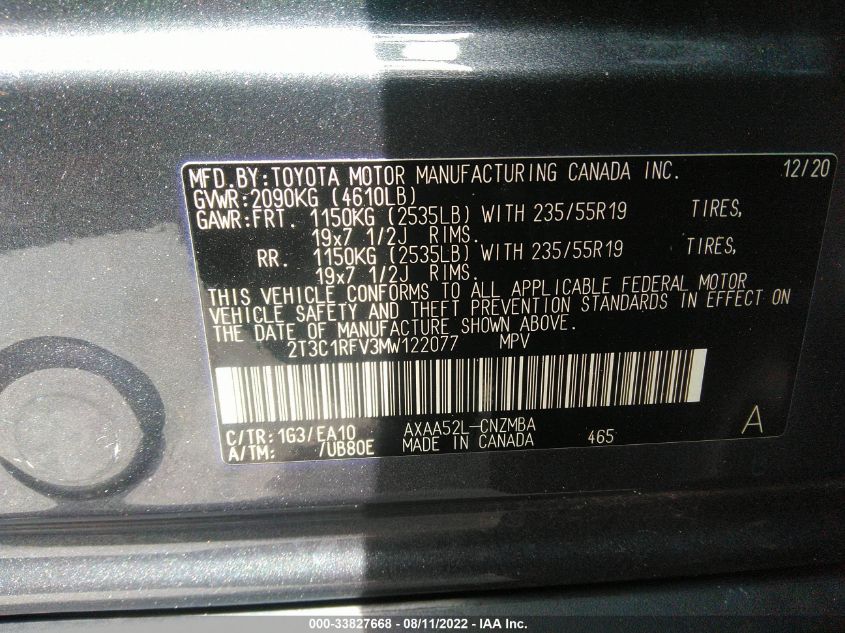 MFD.BY:TOYOTA MOTOR MANUFACTURING CANADA INC. 12/20
GVWR:2090KG (4610LB)
GAWR:FRT. 1150KG (2535LB) WITH 235/55R19 TIRES,
19x7 1/2J RIMS.
RR. 1150KG (2535LB) WITH 235/55R19 TIRES,
19x7 1/2J RIMS.
THIS VEHICLE CONFORMS TO ALL APPLICABLE FEDERAL MOTOR
VEHICLE SAFETY AND THEFT PREVENTION STANDARDS IN EFFECT ON
THE DATE OF MANUFACTURE SHOWN ABOVE.
2T3C1RFV3MW122077 MPV
C/TR: 1G3/EA10 AXAA52L-CNZMBA A
A/TM: /UB80E MADE IN CANADA 465
000-33827668 - 08/11/2022 - IAA Inc.